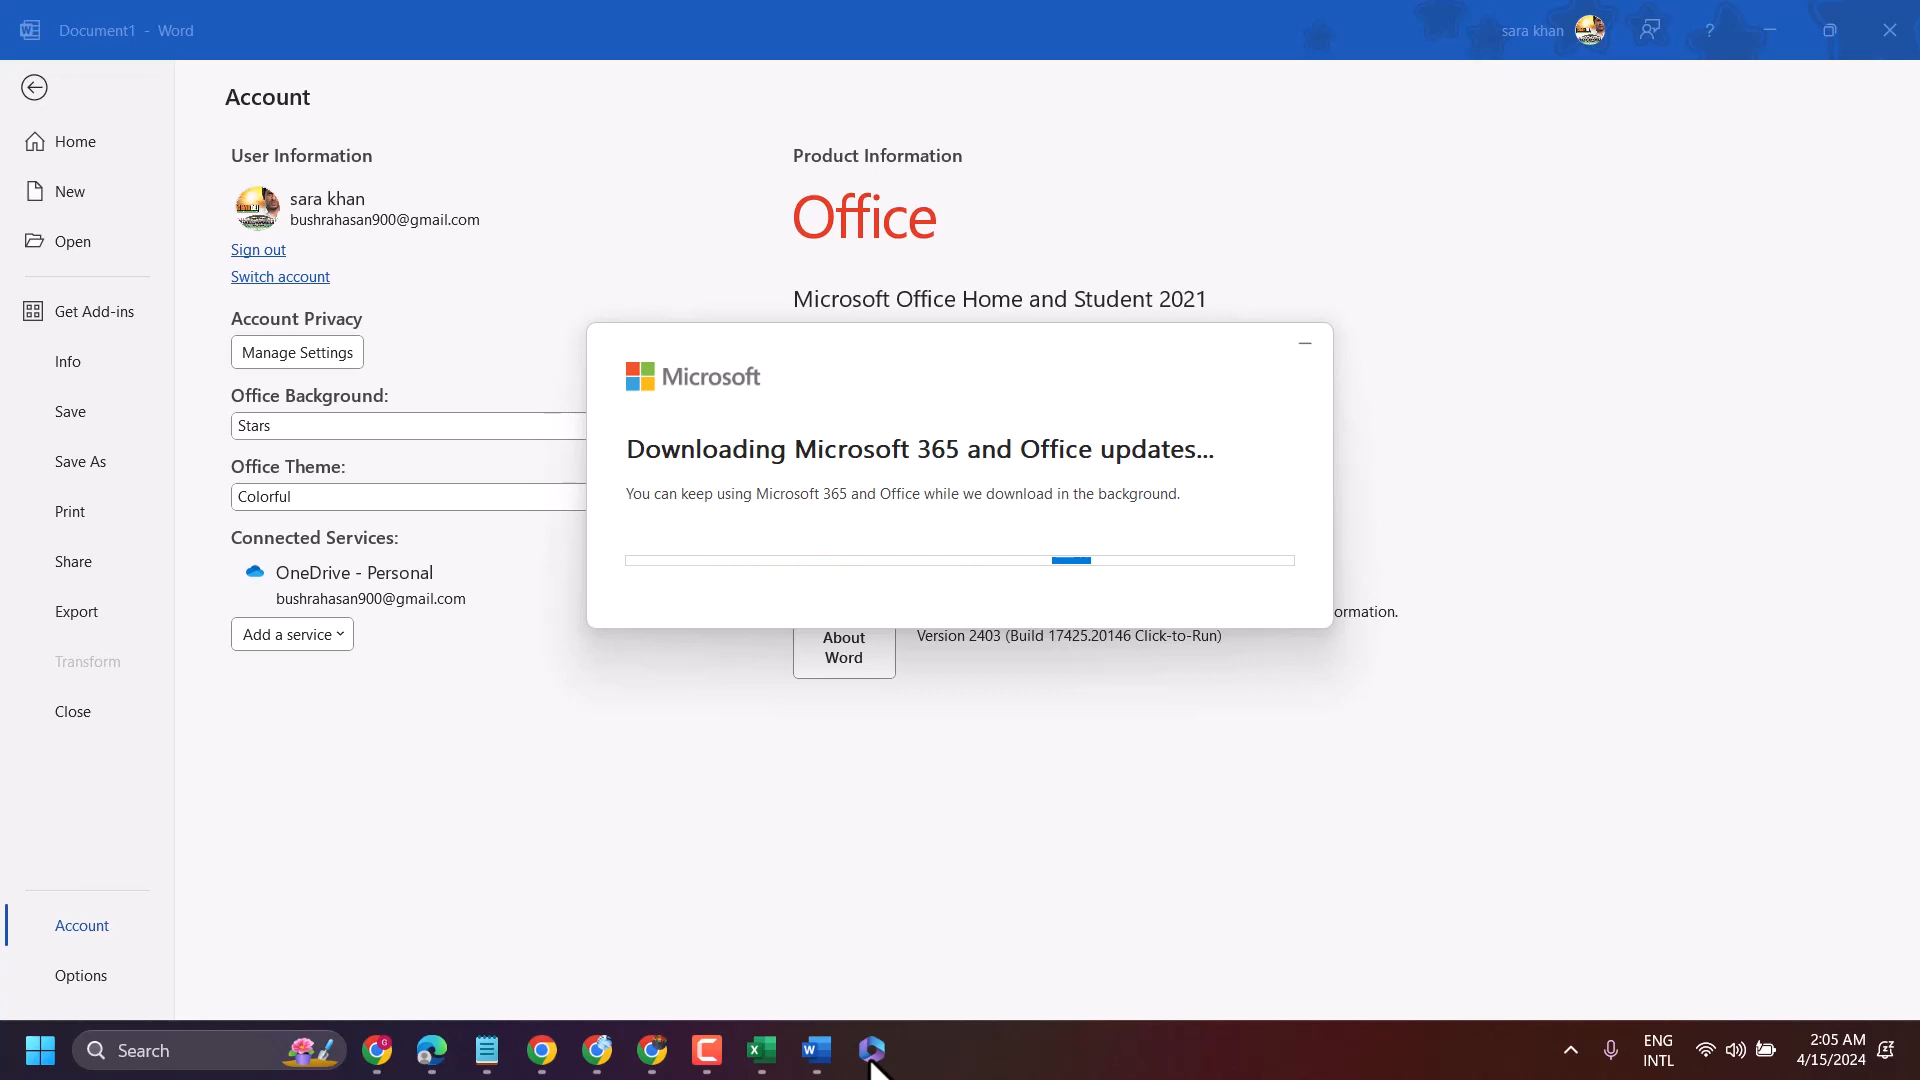 Document1 - Word
sara khan
?
Account
Home
New
Open
Get Add-ins
Info
Save
Save As
Print
Share
Export
Transform
Close
Account
Options
User Information
sara khan
bushrahasan900@gmail.com
Sign out
Switch account
Account Privacy
Manage Settings
Office Background:
Stars
Office Theme:
Colorful
Connected Services:
OneDrive - Personal
bushrahasan900@gmail.com
Add a service
Product Information
Office
Microsoft Office Home and Student 2021
Microsoft
Downloading Microsoft 365 and Office updates...
You can keep using Microsoft 365 and Office while we download in the background.
ormation.
About
Word
Version 2403 (Build 17425.20146 Click-to-Run)
Search
ENG
INTL
2:05 AM
4/15/2024